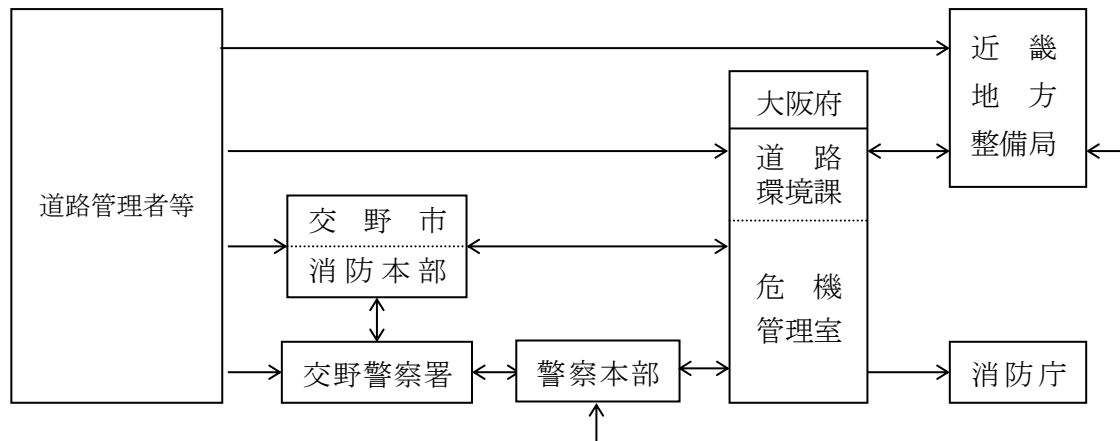 近畿
地方
整備局
大阪府
道路
環境課
道路管理者等
交野市
消防本部
危機
管理室
交野警察署
警察本部
消防庁